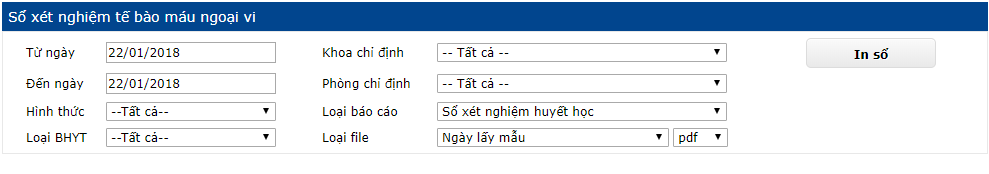 Sổ xét nghiệm tế bào máu ngoại vi
Từ ngày 22/01/2018 Khoa chỉ định -- Tất cả -- In sổ
Đến ngày 22/01/2018 Phòng chỉ định -- Tất cả --
Hình thức --Tất cả-- Loại báo cáo Sổ xét nghiệm huyết học
Loại BHYT --Tất cả-- Loại file Ngày lấy mẫu pdf